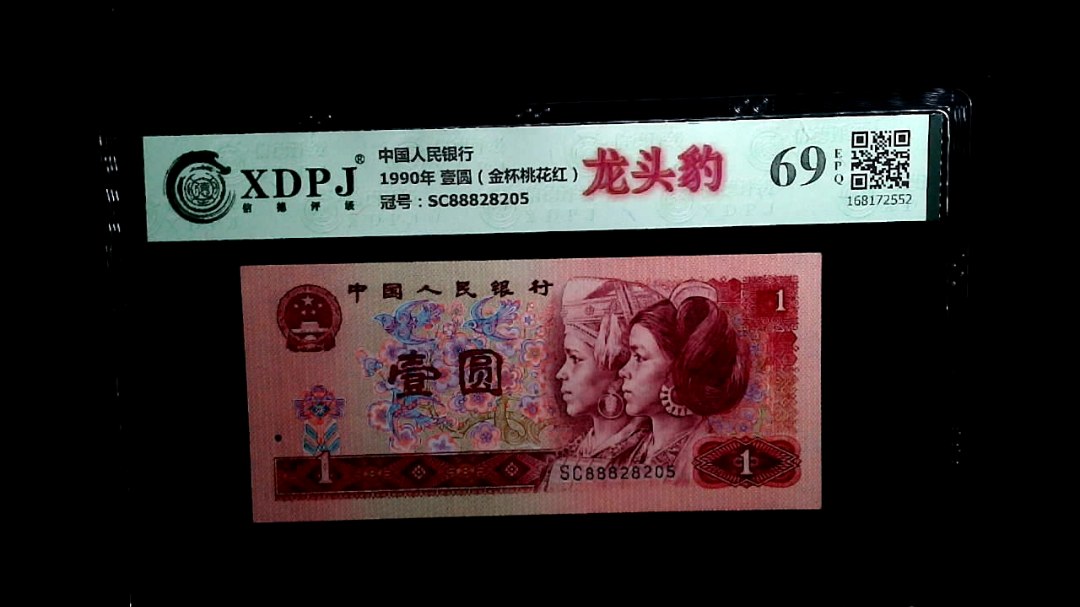 XDPJ®
信德评级
中国人民银行
1990年 壹圆（金杯桃花红）
冠号：SC88828205
龙头豹
69
EPQ
168172552
中国人民银行
1
壹圆
1
SC88828205
1